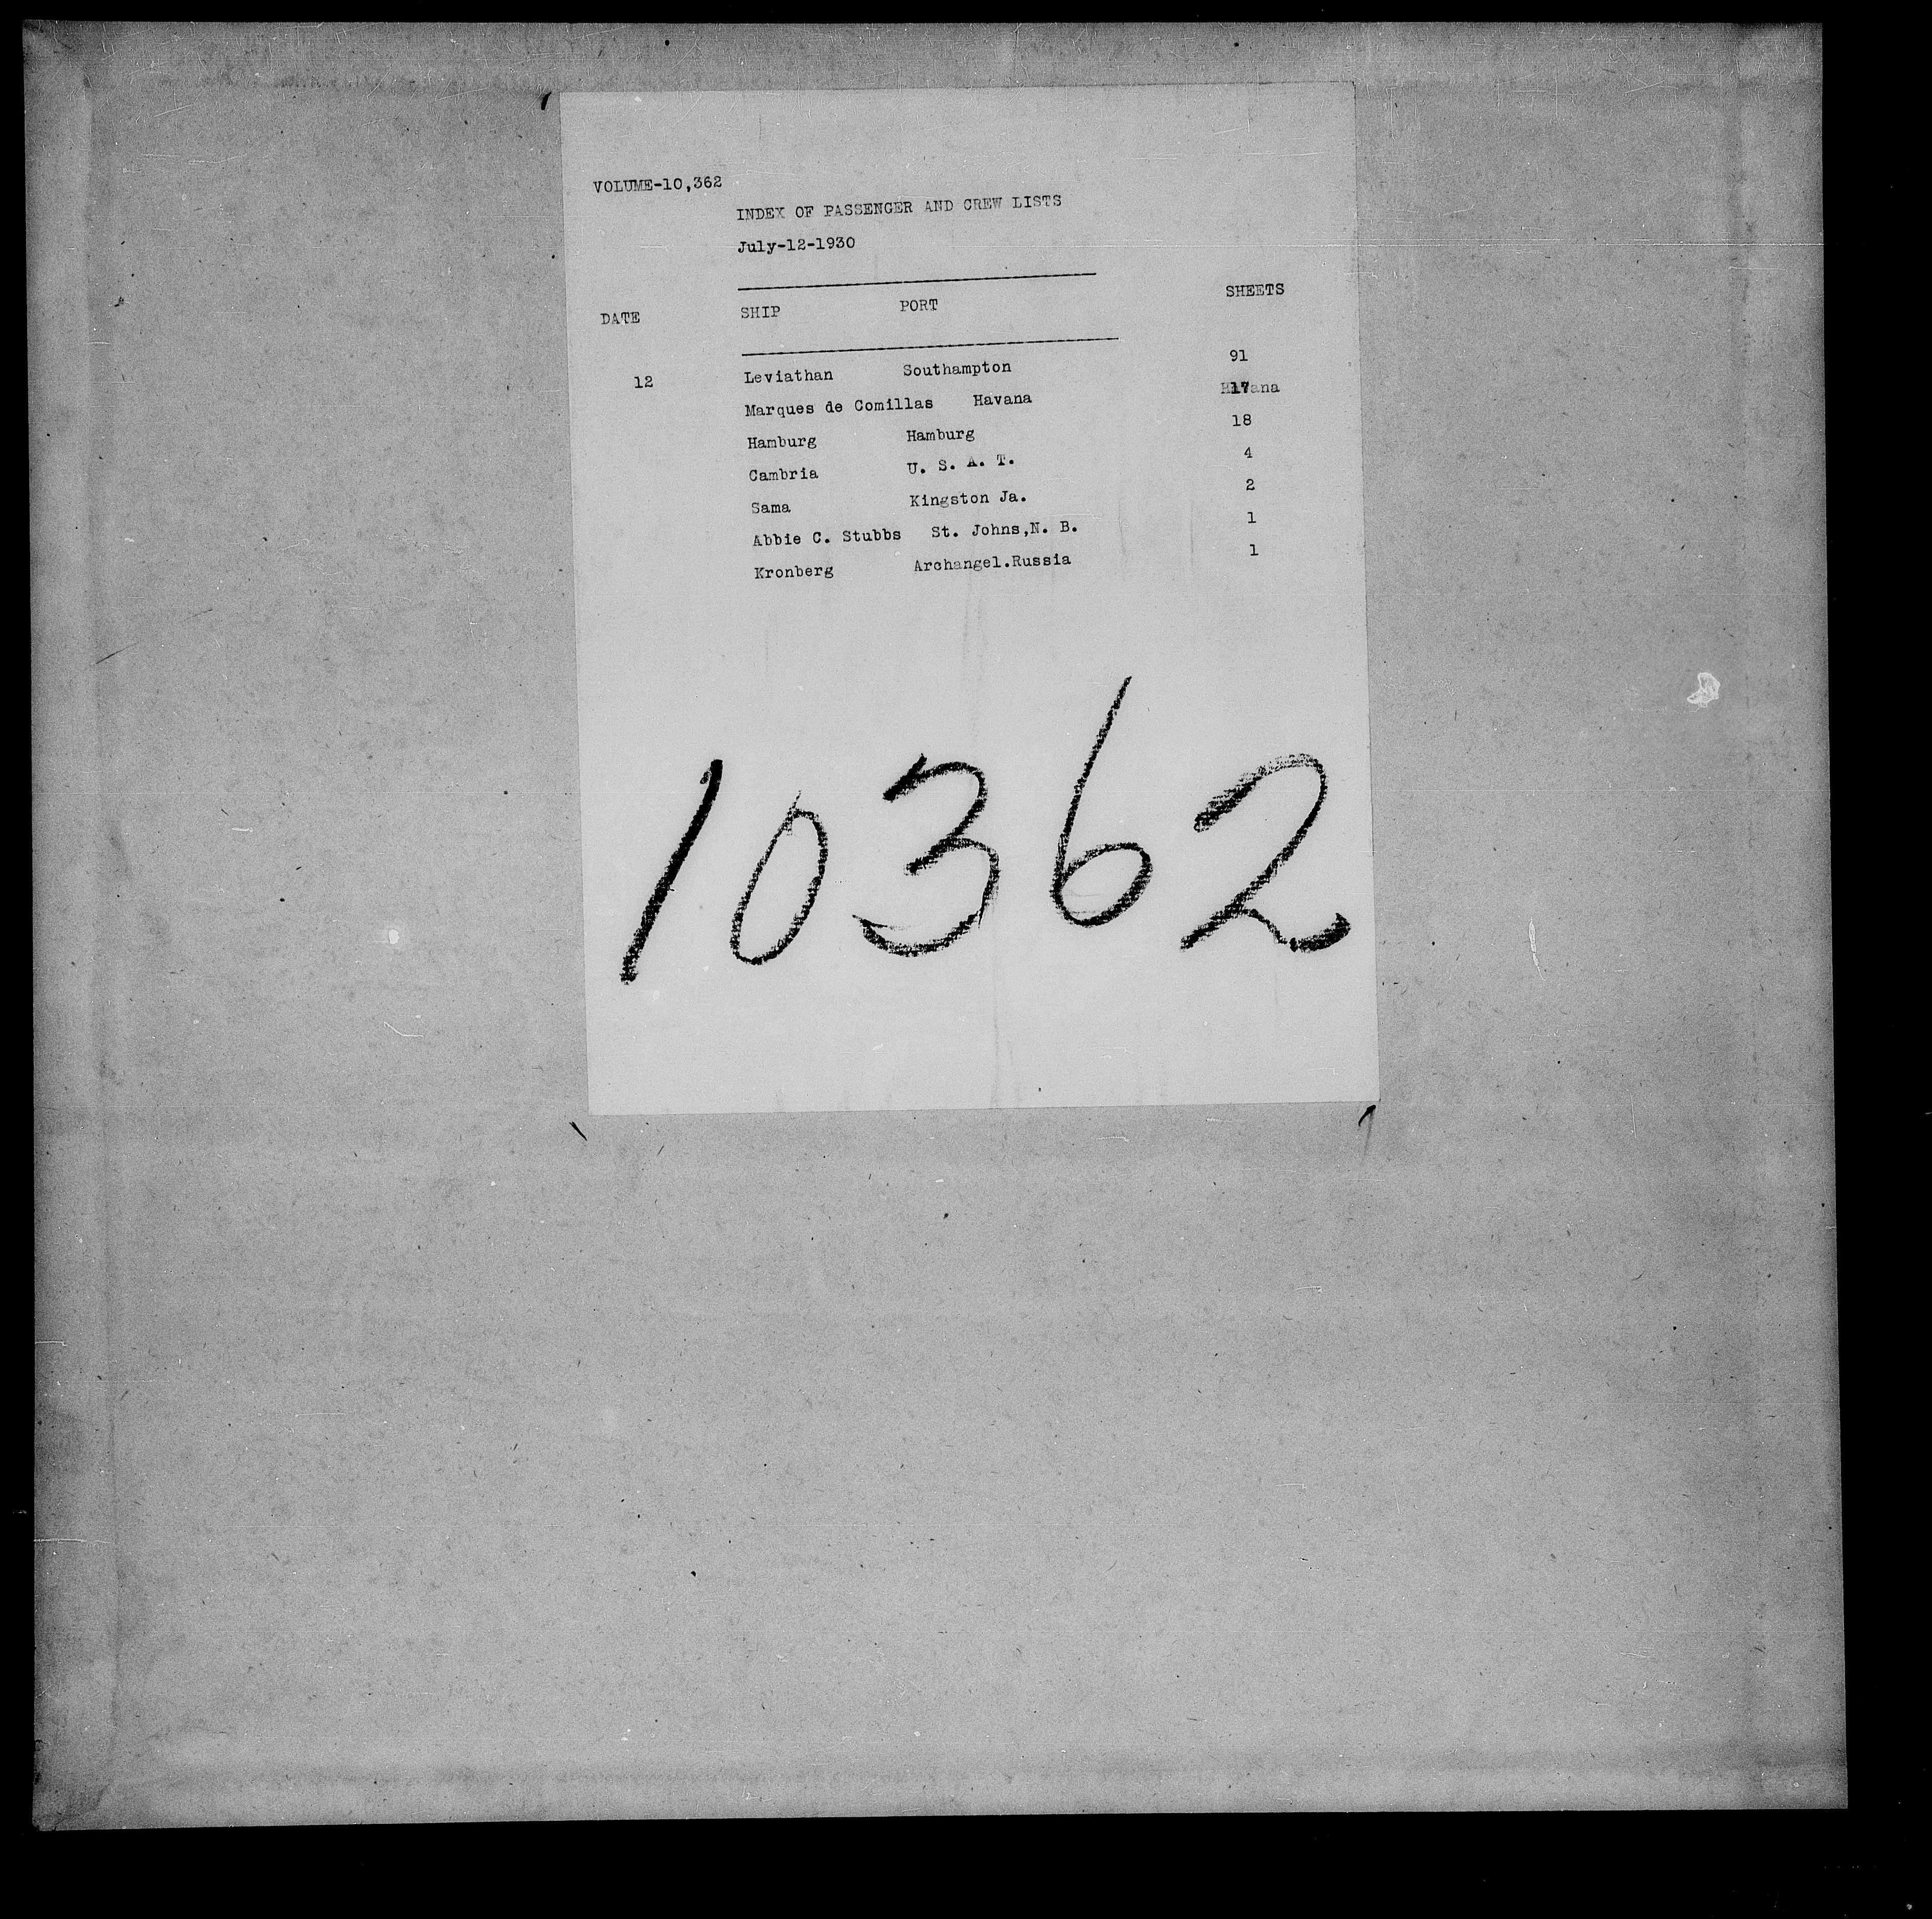 VOLUME-10,362
INDEX OF PASSENGER AND CREW LISTS
July-12-1930
DATE SHIP PORT SHEETS
12 Leviathan Southampton 91
Marques de Comillas Havana 17
Hamburg Hamburg 18
Cambria U. S. A. T. 4
Sama Kingston Ja. 2
Abbie C. Stubbs St. Johns,N. B. 1
Kronberg Archangel.Russia 1
10362